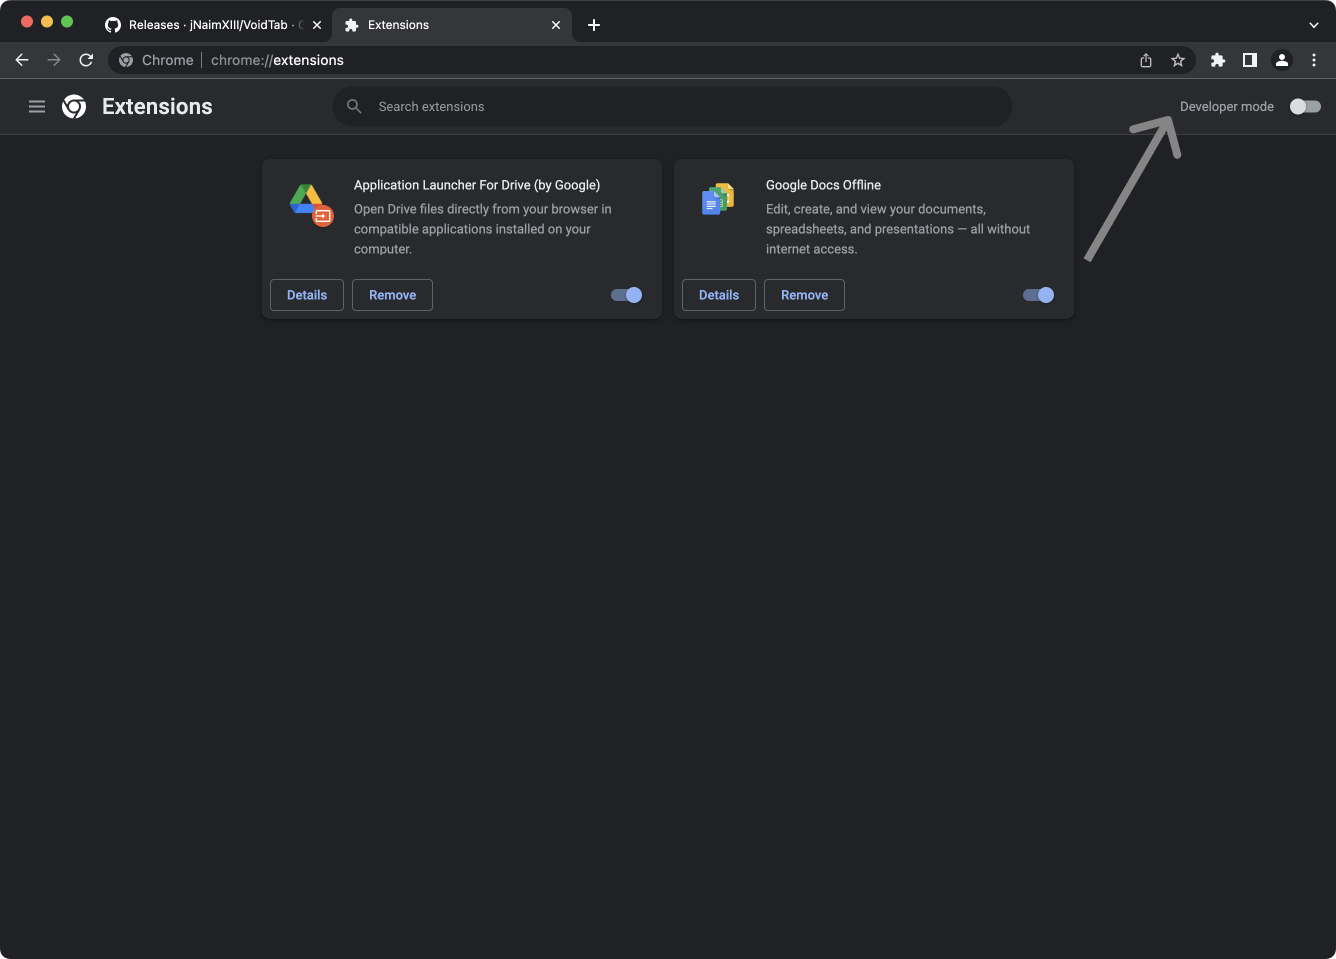 Releases · jNaimXIII/VoidTab ·
Extensions
Chrome
chrome://extensions
Extensions
Search extensions
Developer mode
Application Launcher For Drive (by Google)
Open Drive files directly from your browser in
compatible applications installed on your
computer.
Details
Remove
Google Docs Offline
Edit, create, and view your documents,
spreadsheets, and presentations — all without
internet access.
Details
Remove